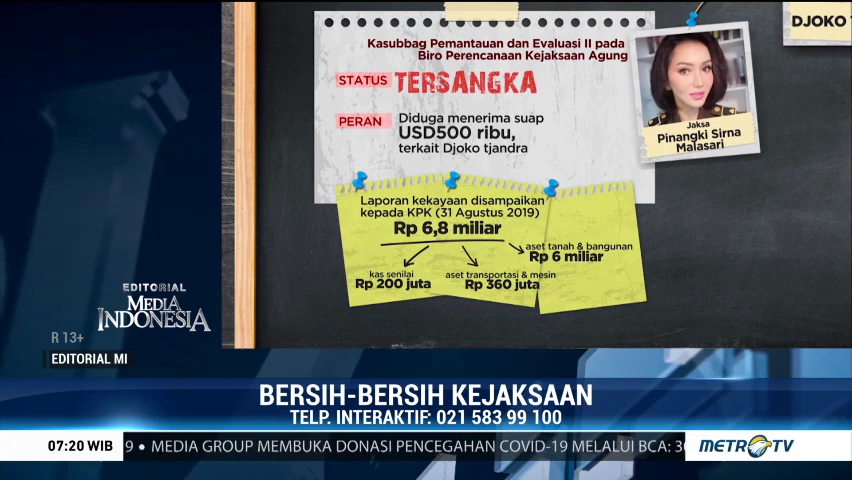 DJOKO
Kasubbag Pemantauan dan Evaluasi II pada
Biro Perencanaan Kejaksaan Agung
STATUS TERSANGKA
PERAN Diduga menerima suap
USD500 ribu,
terkait Djoko tjandra
Jaksa
Pinangki Sirna
Malasari
Laporan kekayaan disampaikan
kepada KPK (31 Agustus 2019)
Rp 6,8 miliar
aset tanah & bangunan
Rp 6 miliar
kas senilai
Rp 200 juta
aset transportasi & mesin
Rp 360 juta
EDITORIAL
MEDIA
INDONESIA
R 13+
EDITORIAL MI
BERSIH-BERSIH KEJAKSAAN
TELP. INTERAKTIF: 021 583 99 100
07:20 WIB
9 • MEDIA GROUP MEMBUKA DONASI PENCEGAHAN COVID-19 MELALUI BCA:
METRO TV